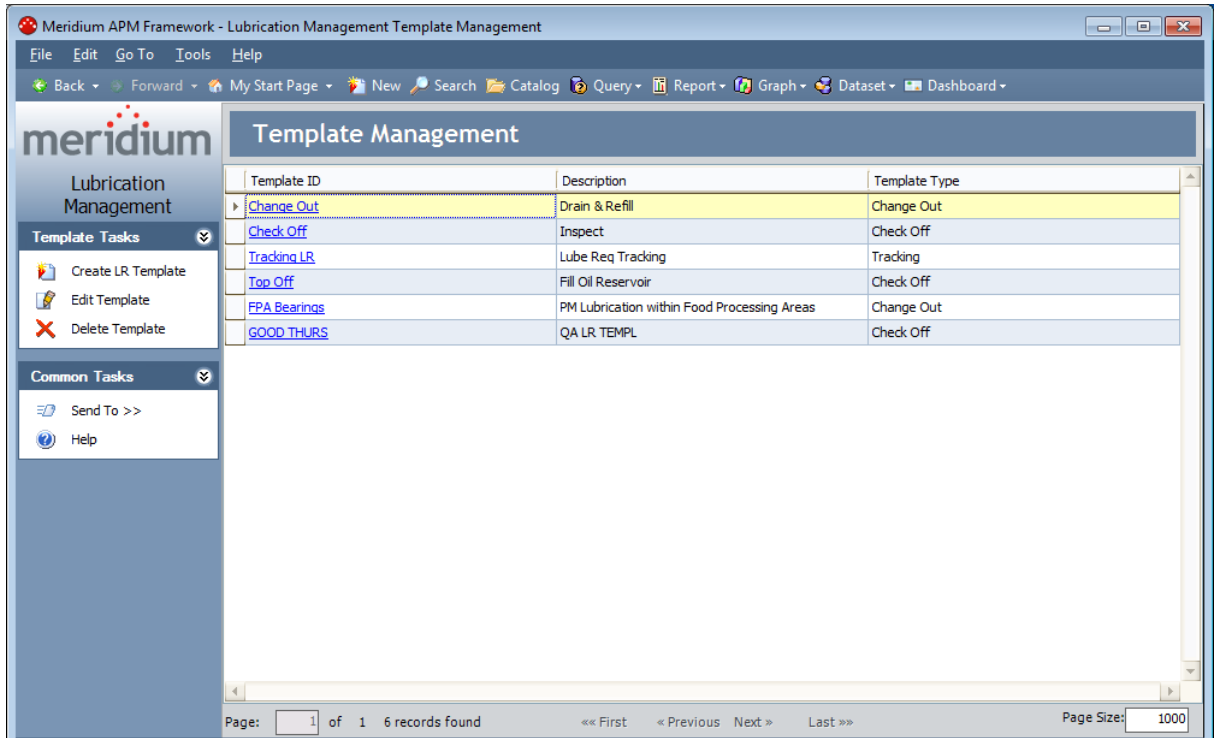 Meridium APM Framework - Lubrication Management Template Management
File Edit Go To Tools Help
Back Forward My Start Page New Search Catalog Query Report Graph Dataset Dashboard
meridium
Template Management
Lubrication
Management
Template ID Description Template Type
Change Out Drain & Refill Change Out
Check Off Inspect Check Off
Tracking LR Lube Req Tracking Tracking
Top Off Fill Oil Reservoir Check Off
FPA Bearings PM Lubrication within Food Processing Areas Change Out
GOOD THURS QA LR TEMPL Check Off
Template Tasks
Create LR Template
Edit Template
Delete Template
Common Tasks
Send To >>
Help
Page: 1 of 1 6 records found «« First « Previous Next » Last »» Page Size: 1000